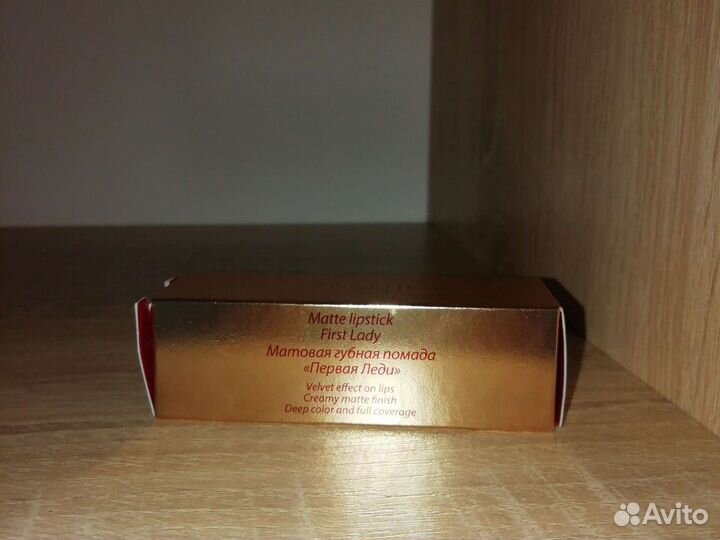 Matte lipstick
First Lady
Матовая губная помада
«Первая Леди»
Velvet effect on lips
Creamy matte finish
Deep color and full coverage
Avito